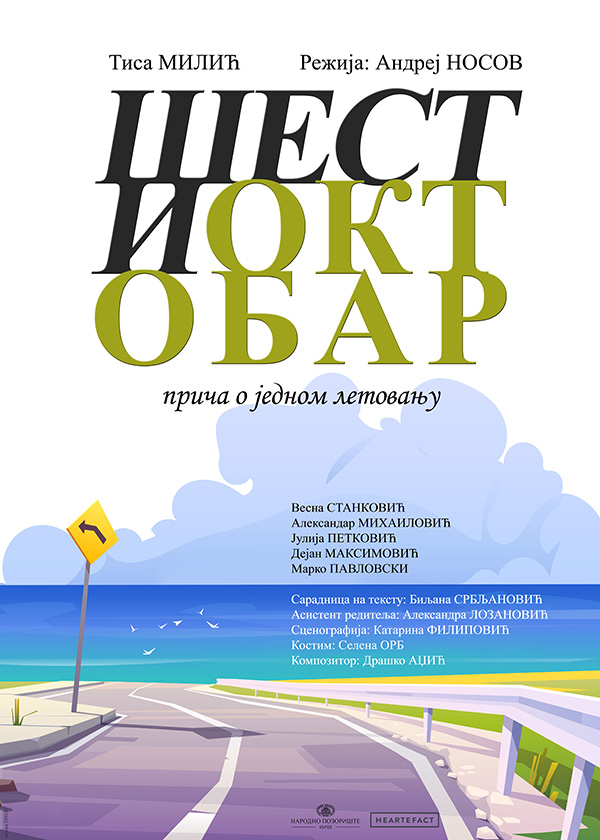 Тиса МИЛИЋ Режија: Андреј НОСОВ
ШЕСТ
И ОКТ
ОБАР
прича о једном летовању
Весна СТАНКОВИЋ
Александар МИХАИЛОВИЋ
Јулија ПЕТКОВИЋ
Дејан МАКСИМОВИЋ
Марко ПАВЛОВСКИ
Сарадница на тексту: Биљана СРБЉАНОВИЋ
Асистент редитеља: Александра ЛОЗАНОВИЋ
Сценографија: Катарина ФИЛИПОВИЋ
Костим: Селена ОРБ
Композитор: Драшко АЏИЋ
НАРОДНО ПОЗОРИШТЕ
НИШ
HEARTEFACT